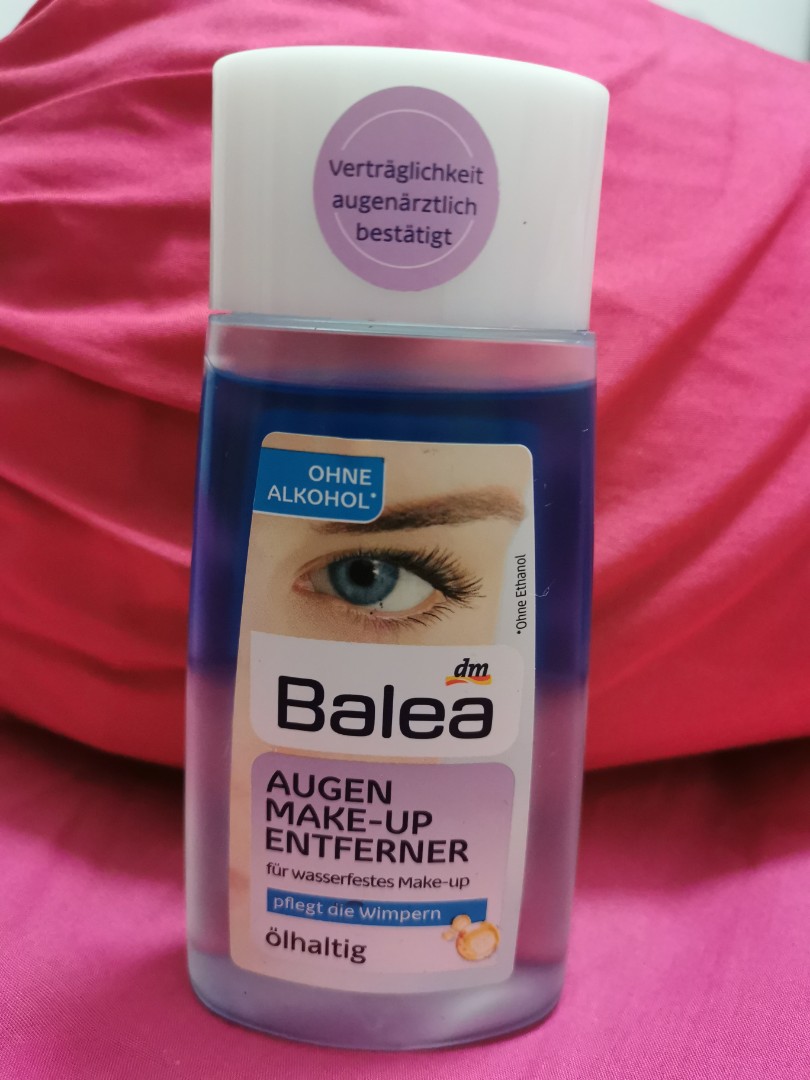 Verträglichkeit
augenärztlich
bestätigt
OHNE
ALKOHOL*
*Ohne Ethanol
dm
Balea
AUGEN
MAKE-UP
ENTFERNER
für wasserfestes Make-up
pflegt die Wimpern
ölhaltig